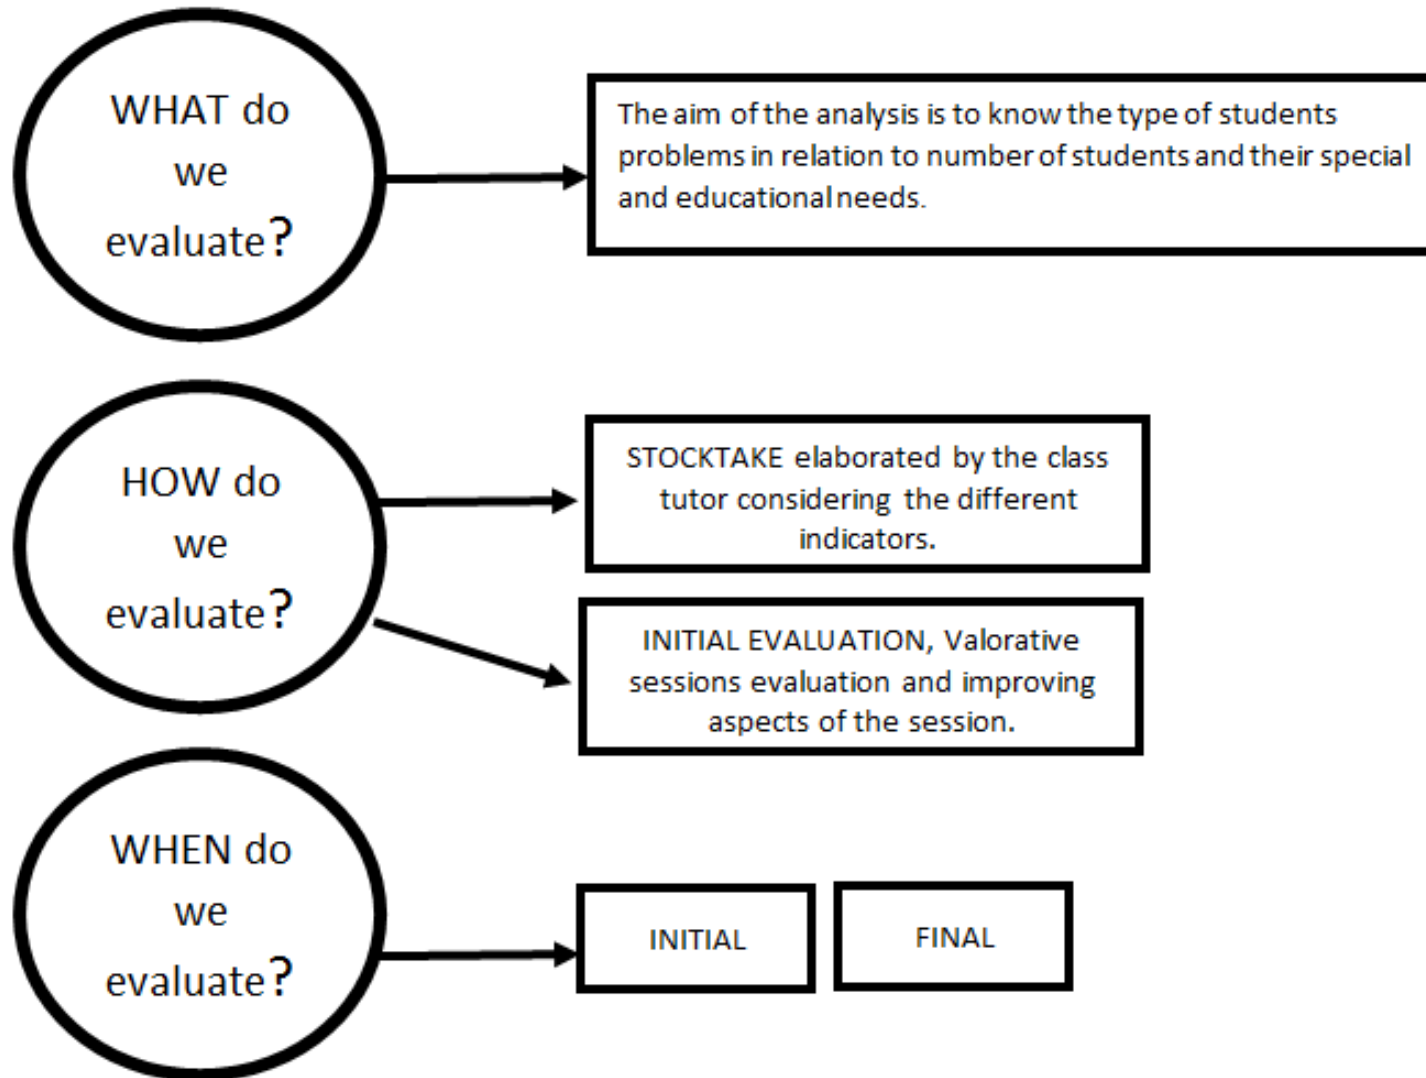 WHAT do
we
evaluate?
The aim of the analysis is to know the type of students
problems in relation to number of students and their special
and educational needs.
HOW do
we
evaluate?
STOCKTAKE elaborated by the class
tutor considering the different
indicators.
INITIAL EVALUATION, Valorative
sessions evaluation and improving
aspects of the session.
WHEN do
we
evaluate?
INITIAL
FINAL